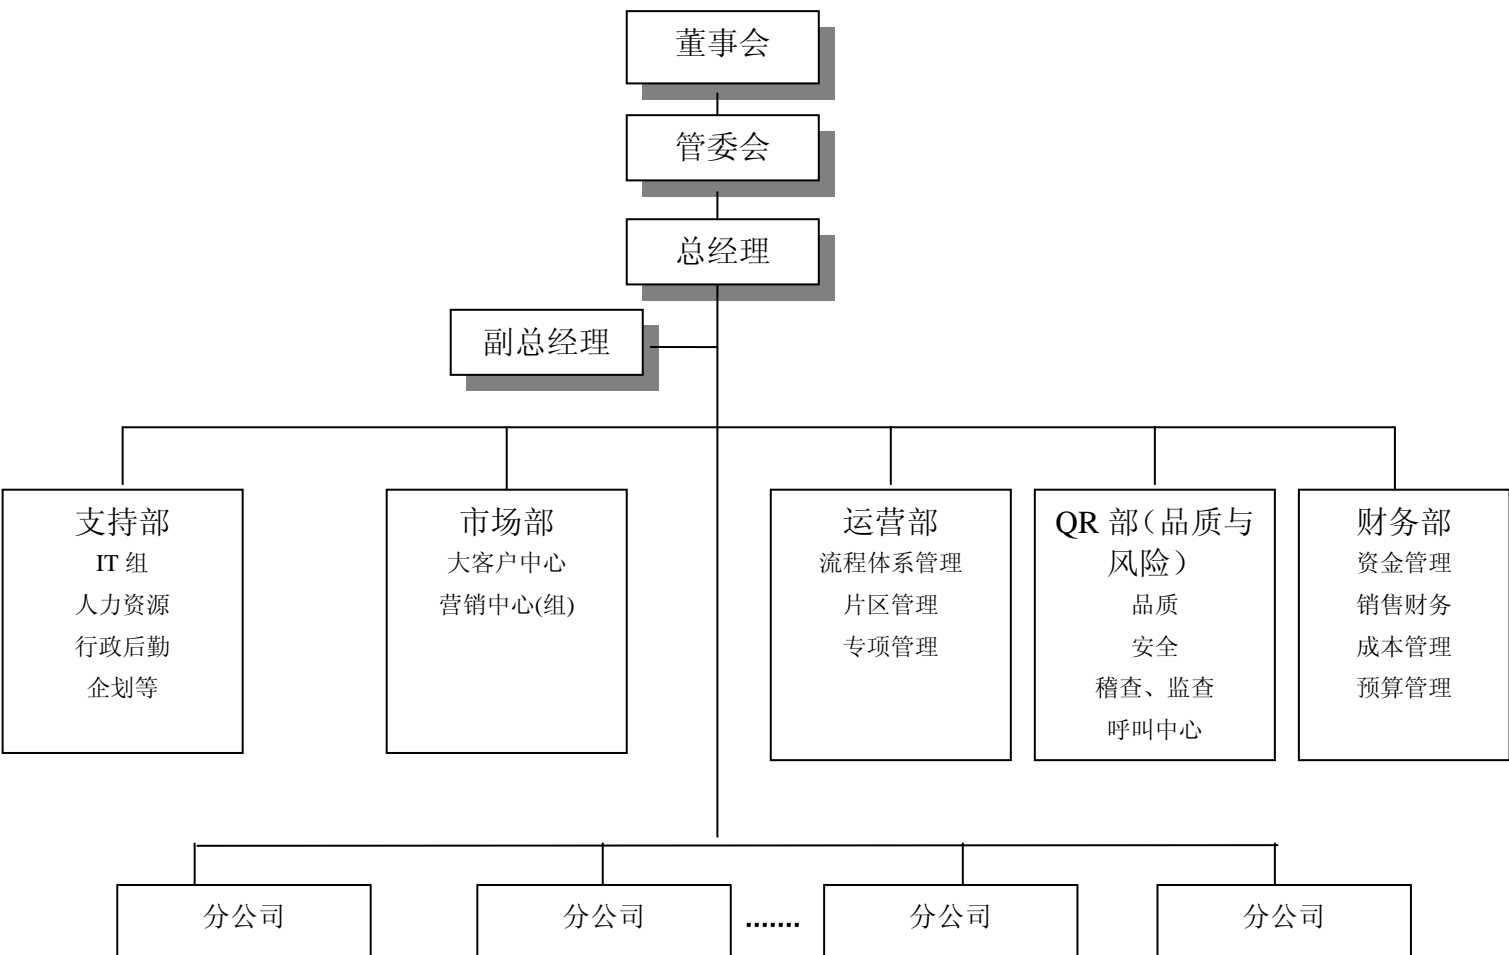 董事会
管委会
总经理
副总经理
支持部
IT 组
人力资源
行政后勤
企划等
市场部
大客户中心
营销中心(组)
运营部
流程体系管理
片区管理
专项管理
QR 部（品质与
风险）
品质
安全
稽查、监查
呼叫中心
财务部
资金管理
销售财务
成本管理
预算管理
分公司
分公司
.......
分公司
分公司